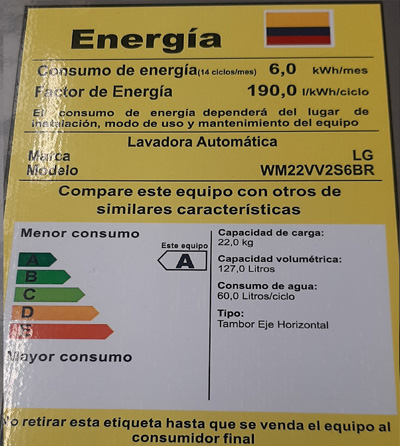 Energía
Consumo de energía(14 ciclos/mes) 6,0 kWh/mes
Factor de Energía 190,0 l/kWh/ciclo
El consumo de energía dependerá del lugar de
instalación, modo de uso y mantenimiento del equipo
Lavadora Automática
Marca LG
Modelo WM22VV2S6BR
Compare este equipo con otros de
similares características
Menor consumo
Este equipo
A
A
B
C
D
S
Mayor consumo
Capacidad de carga:
22,0 kg
Capacidad volumétrica:
127,0 Litros
Consumo de agua:
60,0 Litros/ciclo
Tipo:
Tambor Eje Horizontal
No retirar esta etiqueta hasta que se venda el equipo al
consumidor final